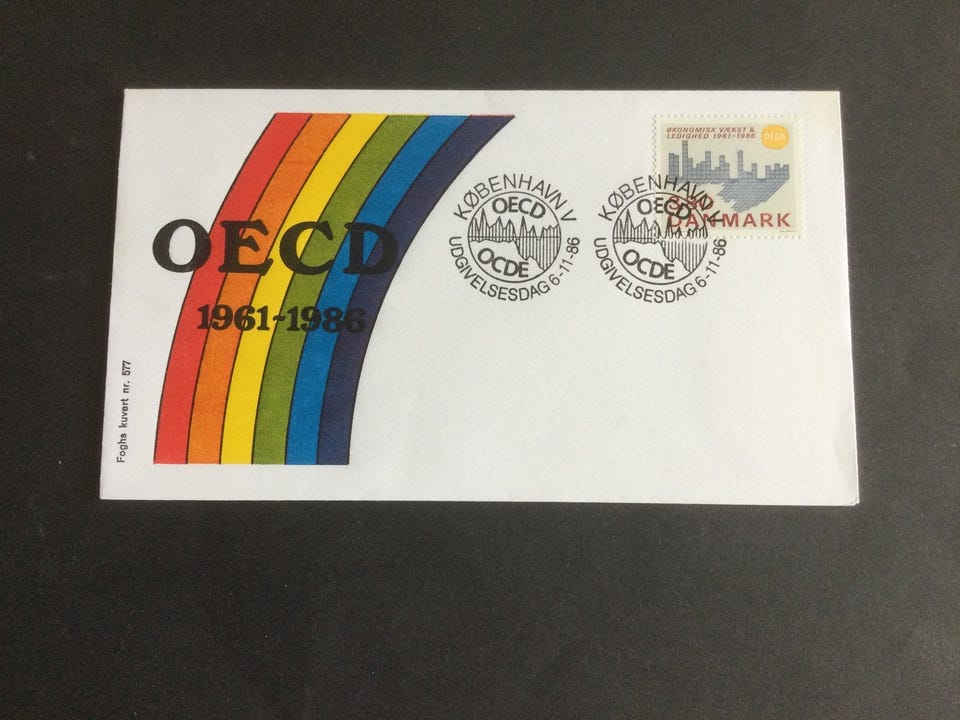 OECD
1961-1986
Foghs kuvert nr. 577
KØBENHAVN V
OECD
OCDE
UDGIVELSESDAG 6-11-86
KØBENHAVN V
OECD
OCDE
UDGIVELSESDAG 6-11-86
ØKONOMISK VÆKST &
LEDIGHED 1961-1986
OECD
DANMARK